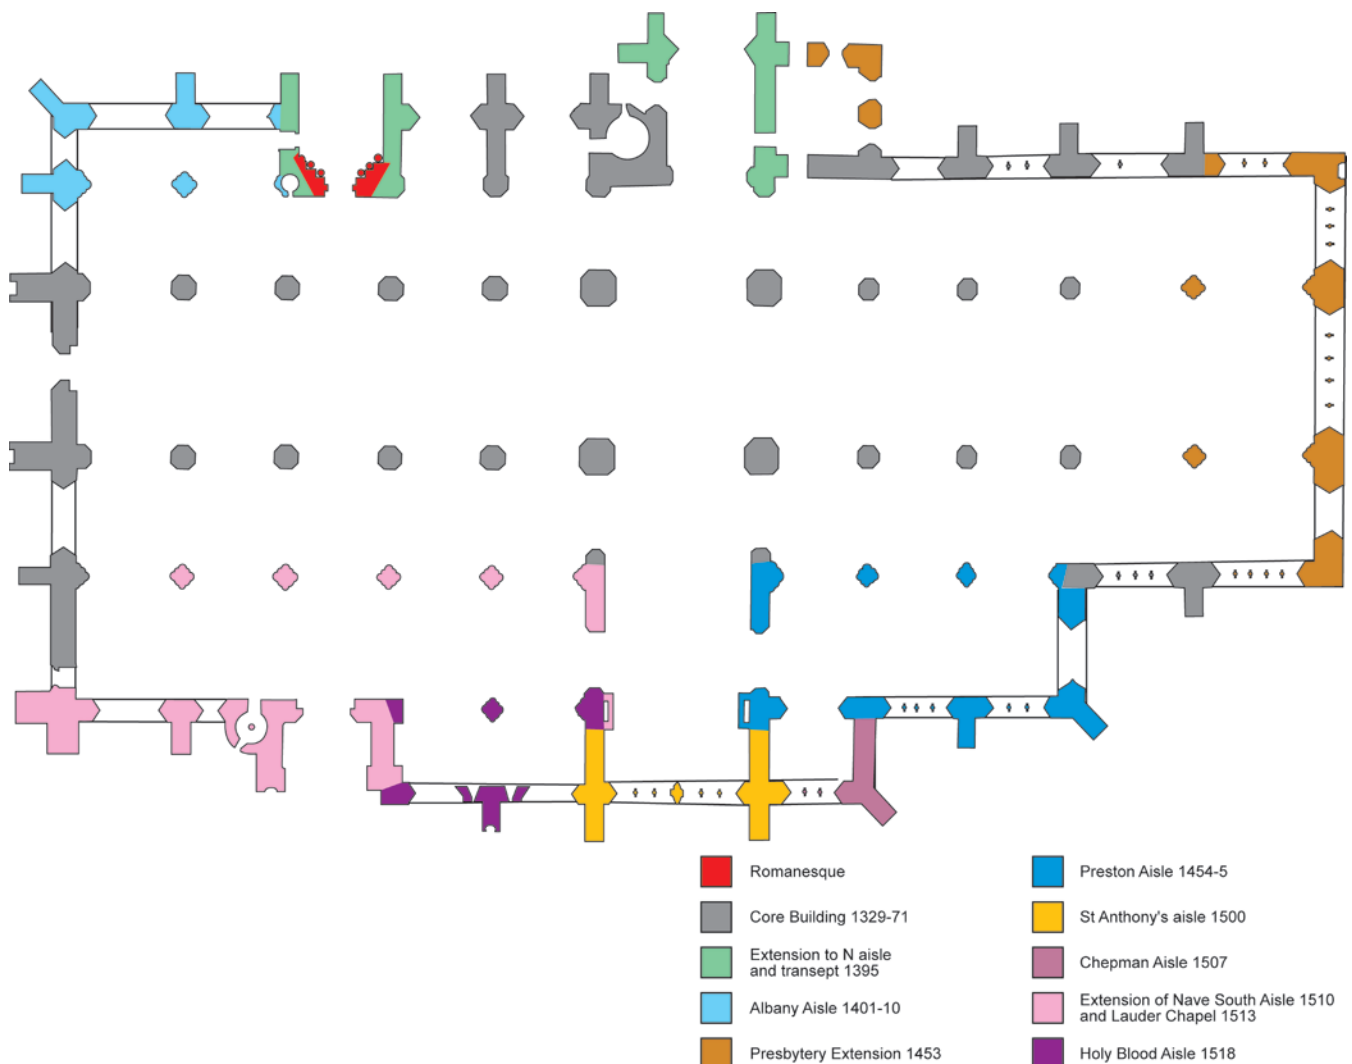 Romanesque
Core Building 1329-71
Extension to N aisle
and transept 1395
Albany Aisle 1401-10
Presbytery Extension 1453
Preston Aisle 1454-5
St Anthony's aisle 1500
Chepman Aisle 1507
Extension of Nave South Aisle 1510
and Lauder Chapel 1513
Holy Blood Aisle 1518